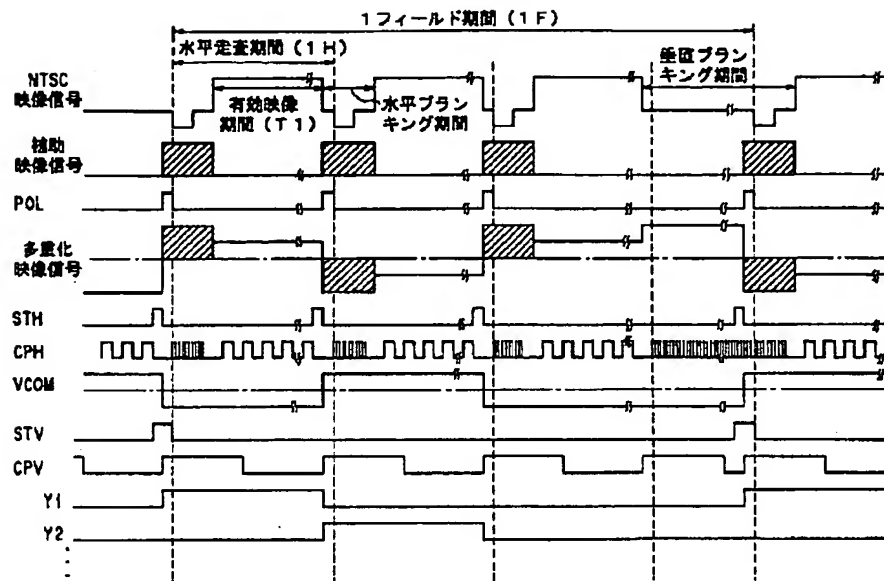 1フィールド期間(1F)
水平走査期間(1H)
NTSC
映像信号
有効映像
期間(T1)
水平ブラン
キング期間
垂直ブラン
キング期間
補助
映像信号
POL
多重化
映像信号
STH
CPH
VCOM
STV
CPV
Y1
Y2